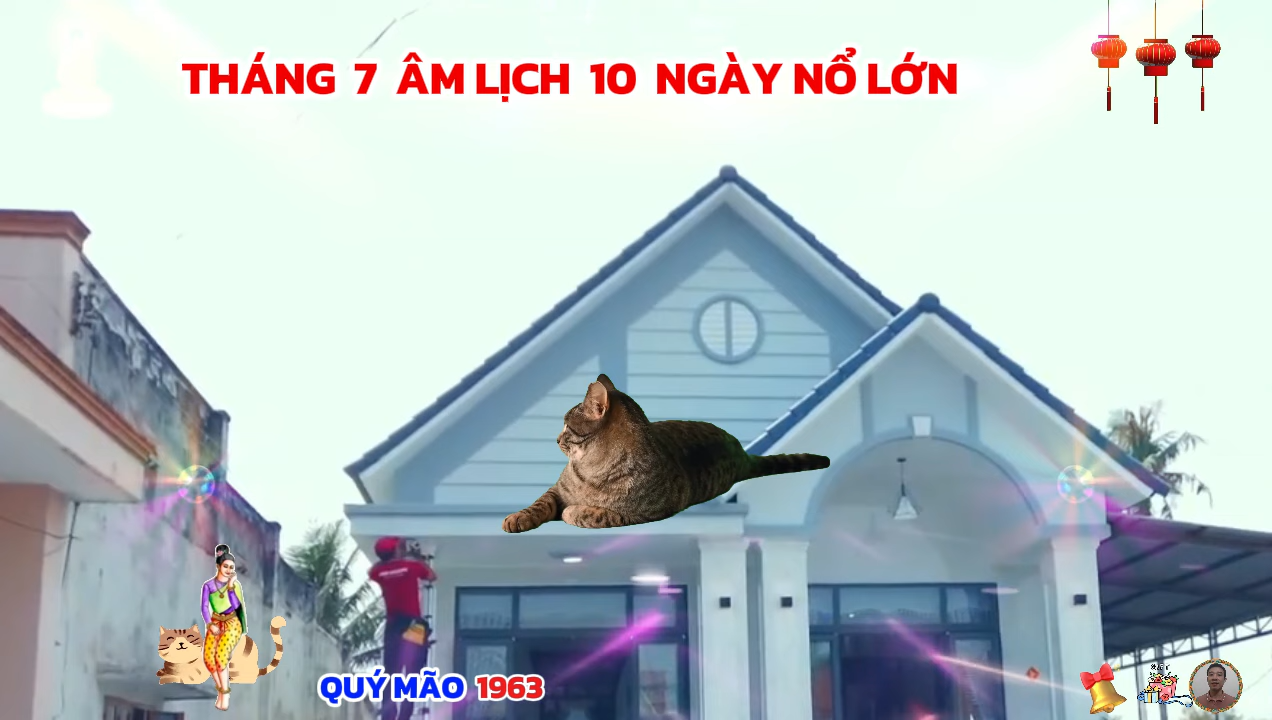 THÁNG 7 ÂM LỊCH 10 NGÀY NỔ LỚN
QUÝ MÃO 1963